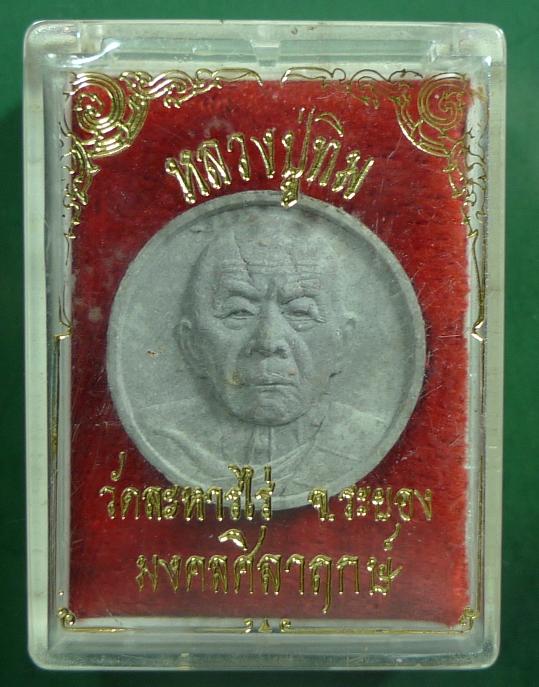 หลวงปู่ทิม
วัดละหารไร่ จ.ระยอง
มงคลศิลาฤกษ์